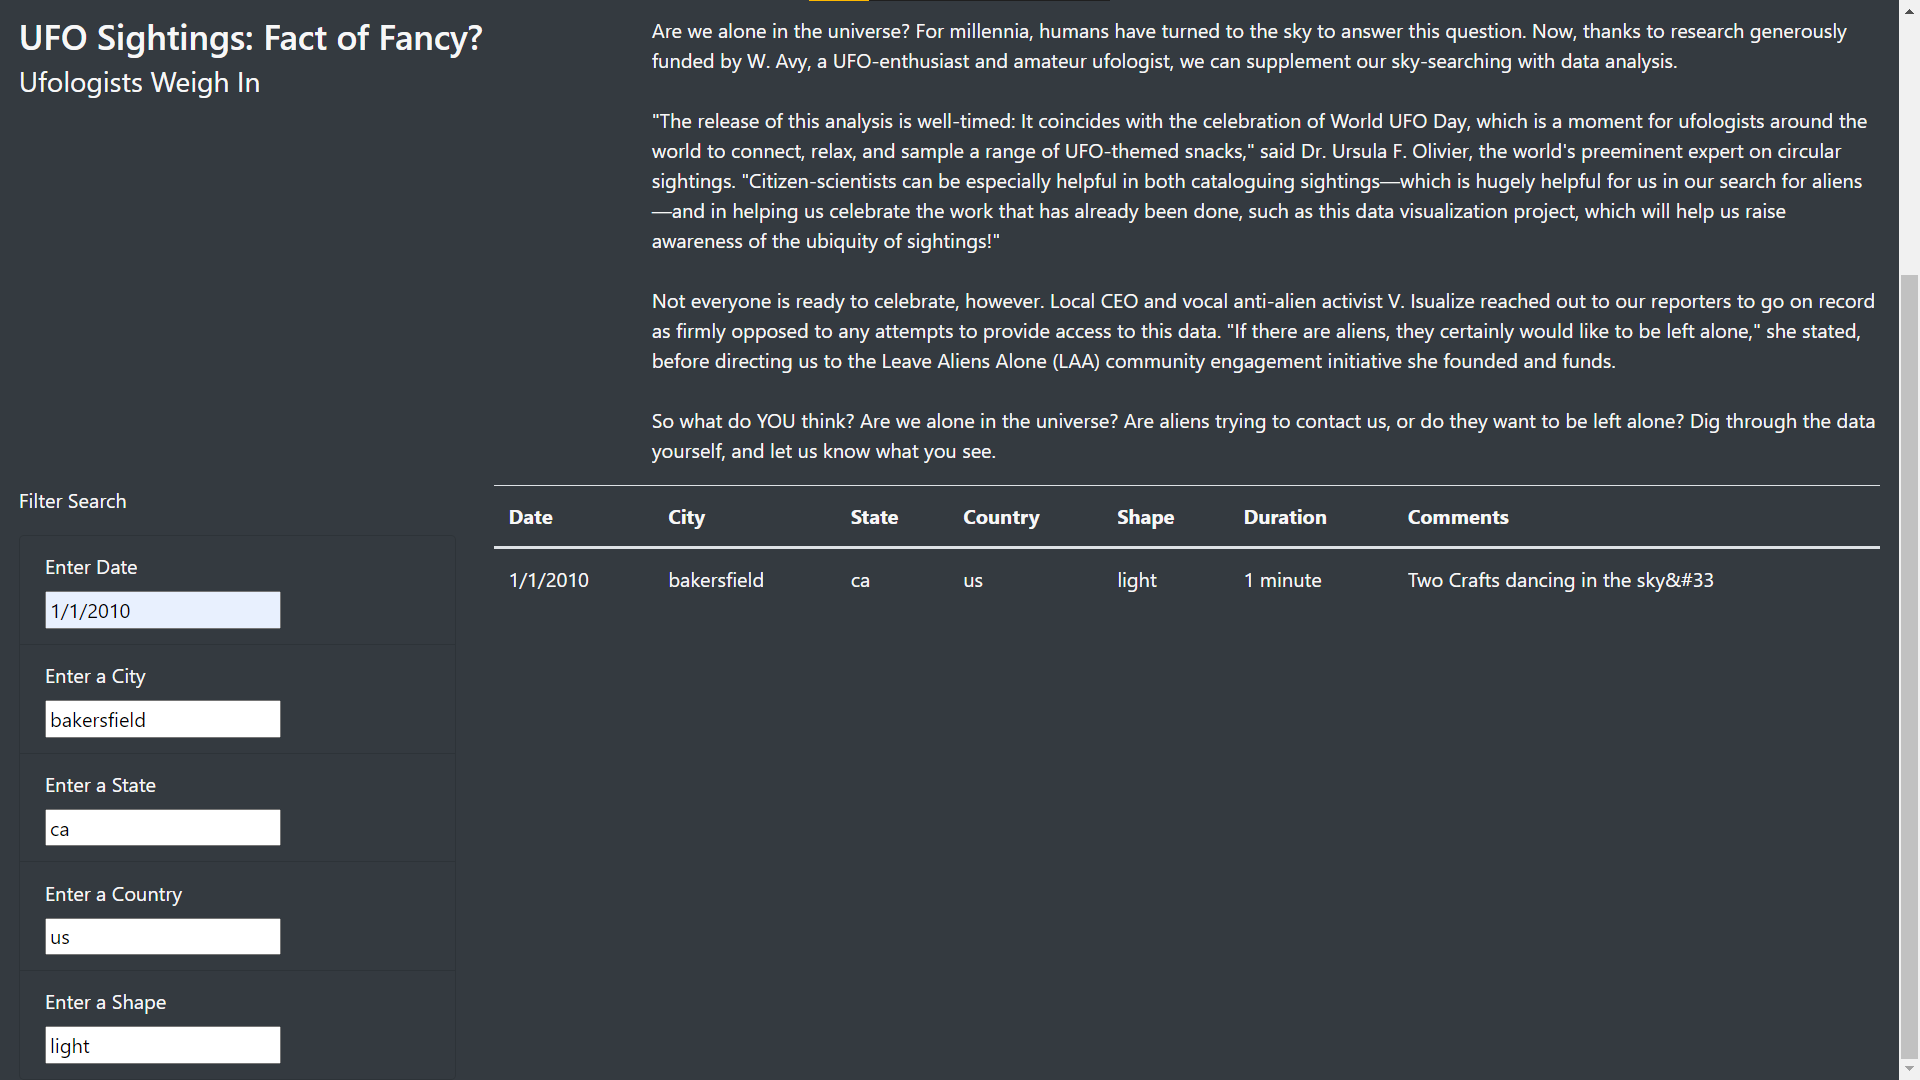 UFO Sightings: Fact of Fancy?
Ufologists Weigh In
Are we alone in the universe? For millennia, humans have turned to the sky to answer this question. Now, thanks to research generously
funded by W. Avy, a UFO-enthusiast and amateur ufologist, we can supplement our sky-searching with data analysis.
"The release of this analysis is well-timed: It coincides with the celebration of World UFO Day, which is a moment for ufologists around the
world to connect, relax, and sample a range of UFO-themed snacks," said Dr. Ursula F. Olivier, the world's preeminent expert on circular
sightings. "Citizen-scientists can be especially helpful in both cataloguing sightings—which is hugely helpful for us in our search for aliens
—and in helping us celebrate the work that has already been done, such as this data visualization project, which will help us raise
awareness of the ubiquity of sightings!"
Not everyone is ready to celebrate, however. Local CEO and vocal anti-alien activist V. Isualize reached out to our reporters to go on record
as firmly opposed to any attempts to provide access to this data. "If there are aliens, they certainly would like to be left alone," she stated,
before directing us to the Leave Aliens Alone (LAA) community engagement initiative she founded and funds.
So what do YOU think? Are we alone in the universe? Are aliens trying to contact us, or do they want to be left alone? Dig through the data
yourself, and let us know what you see.
Filter Search
Enter Date
1/1/2010
Enter a City
bakersfield
Enter a State
ca
Enter a Country
us
Enter a Shape
light
Date City State Country Shape Duration Comments
1/1/2010 bakersfield ca us light 1 minute Two Crafts dancing in the sky&#33